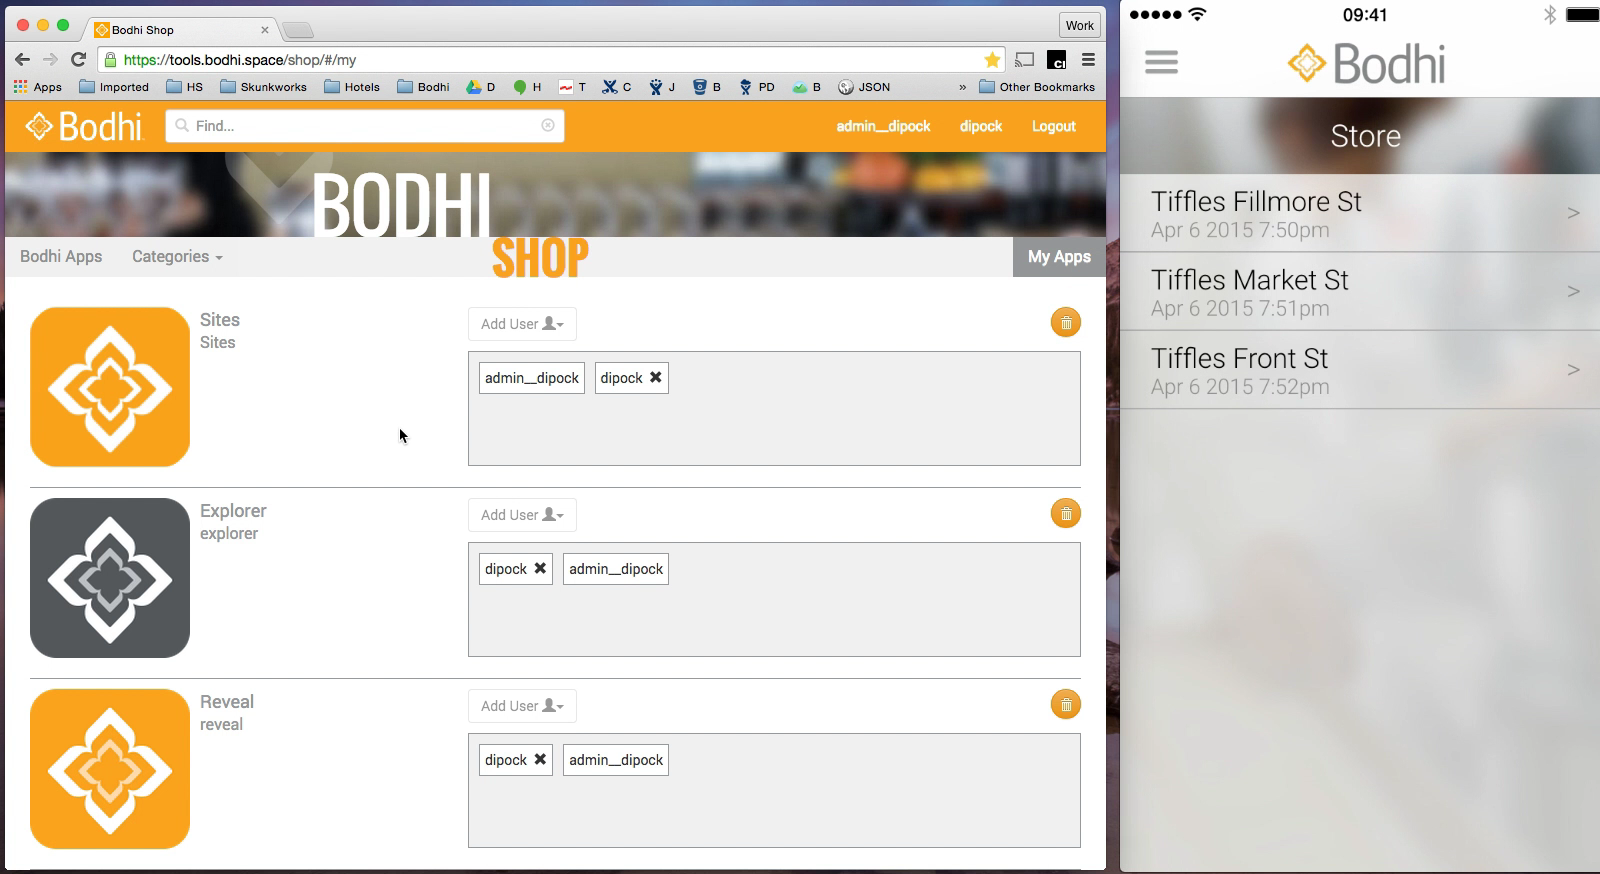 Bodhi Shop
Work
https://tools.bodhi.space/shop/#/my
Apps Imported HS Skunkworks Hotels Bodhi D H T C J B PD B JSON » Other Bookmarks
Bodhi Find... admin__dipock dipock Logout
BODHI
SHOP
Bodhi Apps Categories My Apps
Sites
Sites
Add User
admin__dipock dipock ✖
Explorer
explorer
Add User
dipock ✖ admin__dipock
Reveal
reveal
Add User
dipock ✖ admin__dipock
09:41
Bodhi
Store
Tiffles Fillmore St
Apr 6 2015 7:50pm
>
Tiffles Market St
Apr 6 2015 7:51pm
>
Tiffles Front St
Apr 6 2015 7:52pm
>